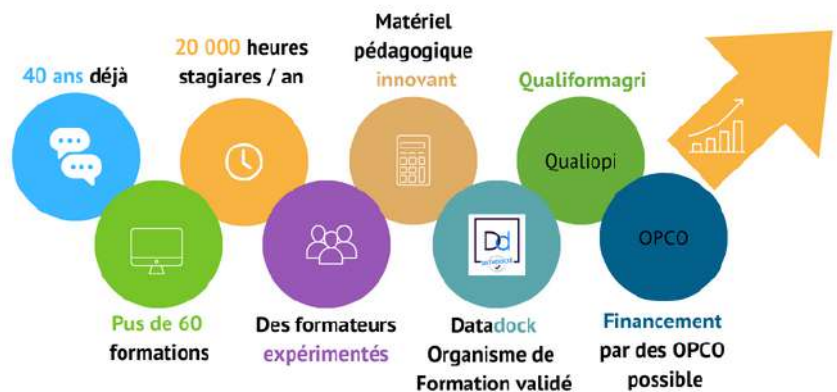 40 ans déjà
20 000 heures
stagiares / an
Matériel
pédagogique
innovant
Qualiformagri
Qualiopi
OPCO
Dd
Pus de 60
formations
Des formateurs
expérimentés
Datadock
Organisme de
Formation validé
Financement
par des OPCO
possible